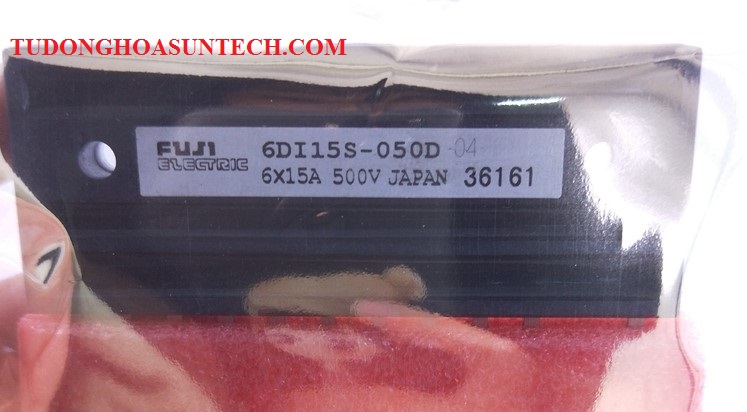 TUDONGHOASUNTECH.COM
FUJI ELECTRIC 6DI15S-050D 04
6X15A 500V JAPAN 36161